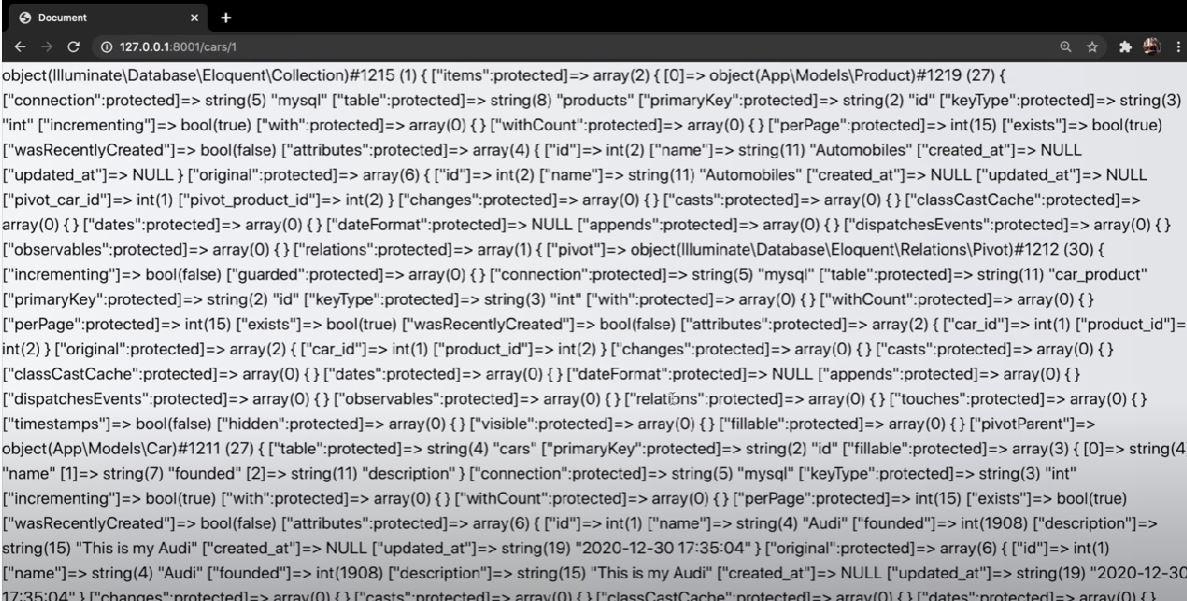 Document
127.0.0.1:8001/cars/1
object(Illuminate\Database\Eloquent\Collection)#1215 (1) { ["items":protected]=> array(2) { [0]=> object(App\Models\Product)#1219 (27) {
["connection":protected]=> string(5) "mysql" ["table":protected]=> string(8) "products" ["primaryKey":protected]=> string(2) "id" ["keyType":protected]=> string(3)
"int" ["incrementing"]=> bool(true) ["with":protected]=> array(0) { } ["withCount":protected]=> array(0) { } ["perPage":protected]=> int(15) ["exists"]=> bool(true)
["wasRecentlyCreated"]=> bool(false) ["attributes":protected]=> array(4) { ["id"]=> int(2) ["name"]=> string(11) "Automobiles" ["created_at"]=> NULL
["updated_at"]=> NULL } ["original":protected]=> array(6) { ["id"]=> int(2) ["name"]=> string(11) "Automobiles" ["created_at"]=> NULL ["updated_at"]=> NULL
["pivot_car_id"]=> int(1) ["pivot_product_id"]=> int(2) } ["changes":protected]=> array(0) { } ["casts":protected]=> array(0) { } ["classCastCache":protected]=>
array(0) { } ["dates":protected]=> array(0) { } ["dateFormat":protected]=> NULL ["appends":protected]=> array(0) { } ["dispatchesEvents":protected]=> array(0) { }
["observables":protected]=> array(0) { } ["relations":protected]=> array(1) { ["pivot"]=> object(Illuminate\Database\Eloquent\Relations\Pivot)#1212 (30) {
["incrementing"]=> bool(false) ["guarded":protected]=> array(0) { } ["connection":protected]=> string(5) "mysql" ["table":protected]=> string(11) "car_product"
["primaryKey":protected]=> string(2) "id" ["keyType":protected]=> string(3) "int" ["with":protected]=> array(0) { } ["withCount":protected]=> array(0) { }
["perPage":protected]=> int(15) ["exists"]=> bool(true) ["wasRecentlyCreated"]=> bool(false) ["attributes":protected]=> array(2) { ["car_id"]=> int(1) ["product_id"]=
int(2) } ["original":protected]=> array(2) { ["car_id"]=> int(1) ["product_id"]=> int(2) } ["changes":protected]=> array(0) { } ["casts":protected]=> array(0) { }
["classCastCache":protected]=> array(0) { } ["dates":protected]=> array(0) { } ["dateFormat":protected]=> NULL ["appends":protected]=> array(0) { }
["dispatchesEvents":protected]=> array(0) { } ["observables":protected]=> array(0) { } ["relations":protected]=> array(0) { } ["touches":protected]=> array(0) { }
["timestamps"]=> bool(false) ["hidden":protected]=> array(0) { } ["visible":protected]=> array(0) { } ["fillable":protected]=> array(0) { } ["pivotParent"]=>
object(App\Models\Car)#1211 (27) { ["table":protected]=> string(4) "cars" ["primaryKey":protected]=> string(2) "id" ["fillable":protected]=> array(3) { [0]=> string(4
"name" [1]=> string(7) "founded" [2]=> string(11) "description" } ["connection":protected]=> string(5) "mysql" ["keyType":protected]=> string(3) "int"
["incrementing"]=> bool(true) ["with":protected]=> array(0) { } ["withCount":protected]=> array(0) { } ["perPage":protected]=> int(15) ["exists"]=> bool(true)
["wasRecentlyCreated"]=> bool(false) ["attributes":protected]=> array(6) { ["id"]=> int(1) ["name"]=> string(4) "Audi" ["founded"]=> int(1908) ["description"]=>
string(15) "This is my Audi" ["created_at"]=> NULL ["updated_at"]=> string(19) "2020-12-30 17:35:04" } ["original":protected]=> array(6) { ["id"]=> int(1)
["name"]=> string(4) "Audi" ["founded"]=> int(1908) ["description"]=> string(15) "This is my Audi" ["created_at"]=> NULL ["updated_at"]=> string(19) "2020-12-30
17:35:04" } ["changes":protected]=> array(0) { } ["casts":protected]=> array(0) { } ["classCastCache":protected]=> array(0) { } ["dates":protected]=> array(0) { }